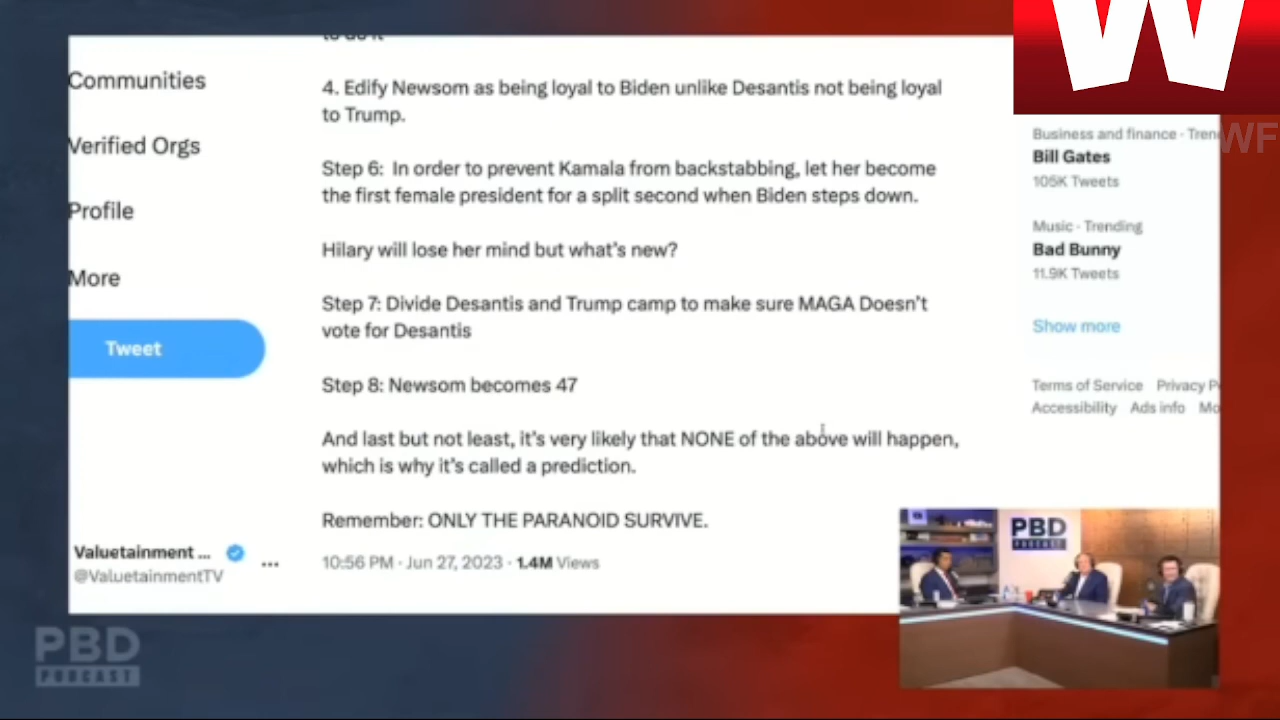 to do it
Communities
4. Edify Newsom as being loyal to Biden unlike Desantis not being loyal
to Trump.
Verified Orgs
Step 6: In order to prevent Kamala from backstabbing, let her become
the first female president for a split second when Biden steps down.
Profile
Hilary will lose her mind but what's new?
More
Step 7: Divide Desantis and Trump camp to make sure MAGA Doesn't
vote for Desantis
Tweet
Step 8: Newsom becomes 47
And last but not least, it's very likely that NONE of the above will happen,
which is why it's called a prediction.
Remember: ONLY THE PARANOID SURVIVE.
10:56 PM · Jun 27, 2023 · 1.4M Views
Valuetainment ...
@ValuetainmentTV
W
WF
Business and finance · Tren
Bill Gates
105K Tweets
Music · Trending
Bad Bunny
11.9K Tweets
Show more
Terms of Service Privacy P
Accessibility Ads info Mo
PBD
PODCAST
PBD
PODCAST